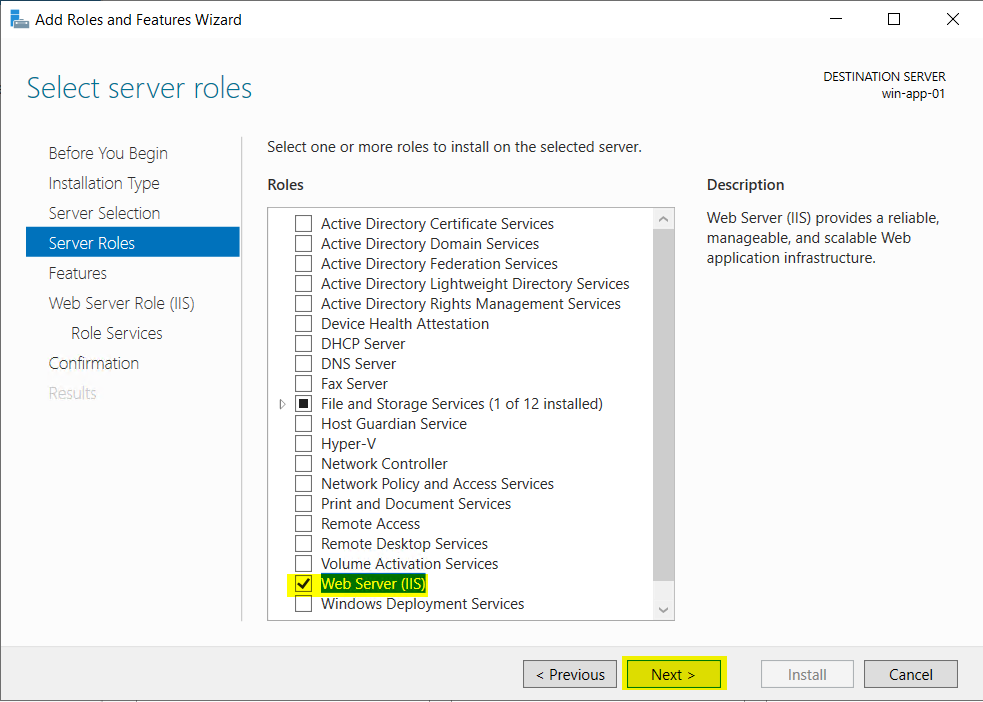 Add Roles and Features Wizard
Select server roles
DESTINATION SERVER
win-app-01
Before You Begin
Installation Type
Server Selection
Server Roles
Features
Web Server Role (IIS)
Role Services
Confirmation
Results
Select one or more roles to install on the selected server.
Roles
Active Directory Certificate Services
Active Directory Domain Services
Active Directory Federation Services
Active Directory Lightweight Directory Services
Active Directory Rights Management Services
Device Health Attestation
DHCP Server
DNS Server
Fax Server
File and Storage Services (1 of 12 installed)
Host Guardian Service
Hyper-V
Network Controller
Network Policy and Access Services
Print and Document Services
Remote Access
Remote Desktop Services
Volume Activation Services
Web Server (IIS)
Windows Deployment Services
Description
Web Server (IIS) provides a reliable,
manageable, and scalable Web
application infrastructure.
< Previous
Next >
Install
Cancel